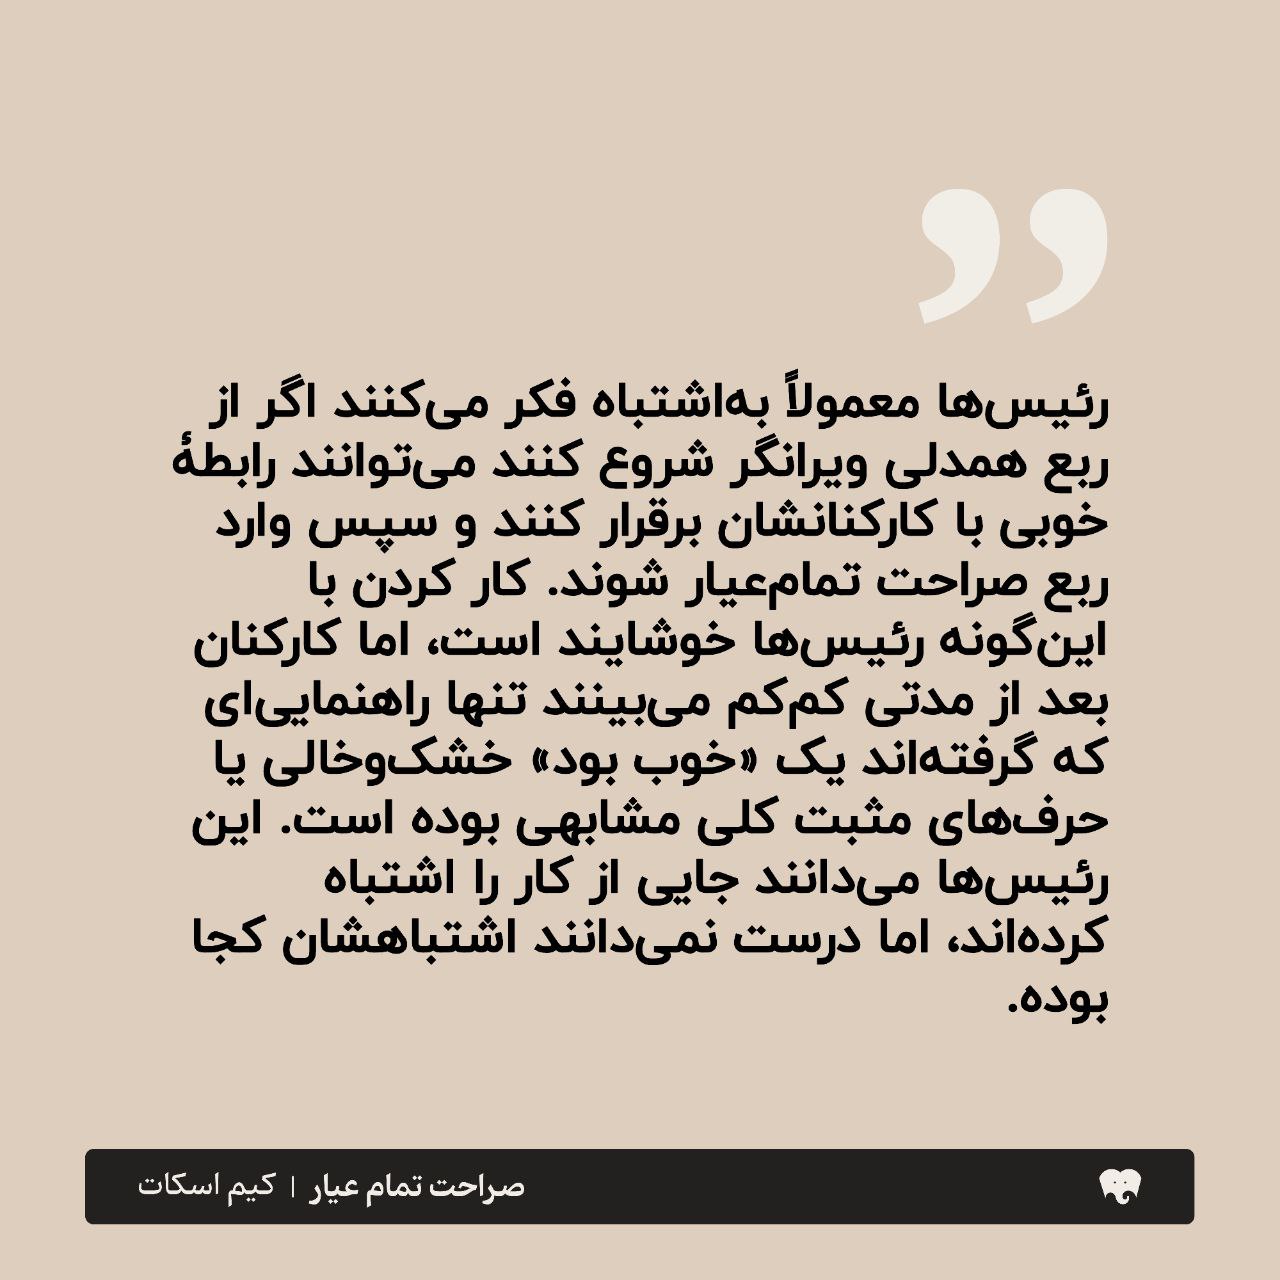 ”
رئیس‌ها معمولاً به‌اشتباه فکر می‌کنند اگر از
ربع همدلی ویرانگر شروع کنند می‌توانند رابطهٔ
خوبی با کارکنانشان برقرار کنند و سپس وارد
ربع صراحت تمام‌عیار شوند. کار کردن با
این‌گونه رئیس‌ها خوشایند است، اما کارکنان
بعد از مدتی کم‌کم می‌بینند تنها راهنمایی‌ای
که گرفته‌اند یک «خوب بود» خشک‌وخالی یا
حرف‌های مثبت کلی مشابهی بوده است. این
رئیس‌ها می‌دانند جایی از کار را اشتباه
کرده‌اند، اما درست نمی‌دانند اشتباهشان کجا
بوده.
صراحت تمام عیار | کیم اسکات